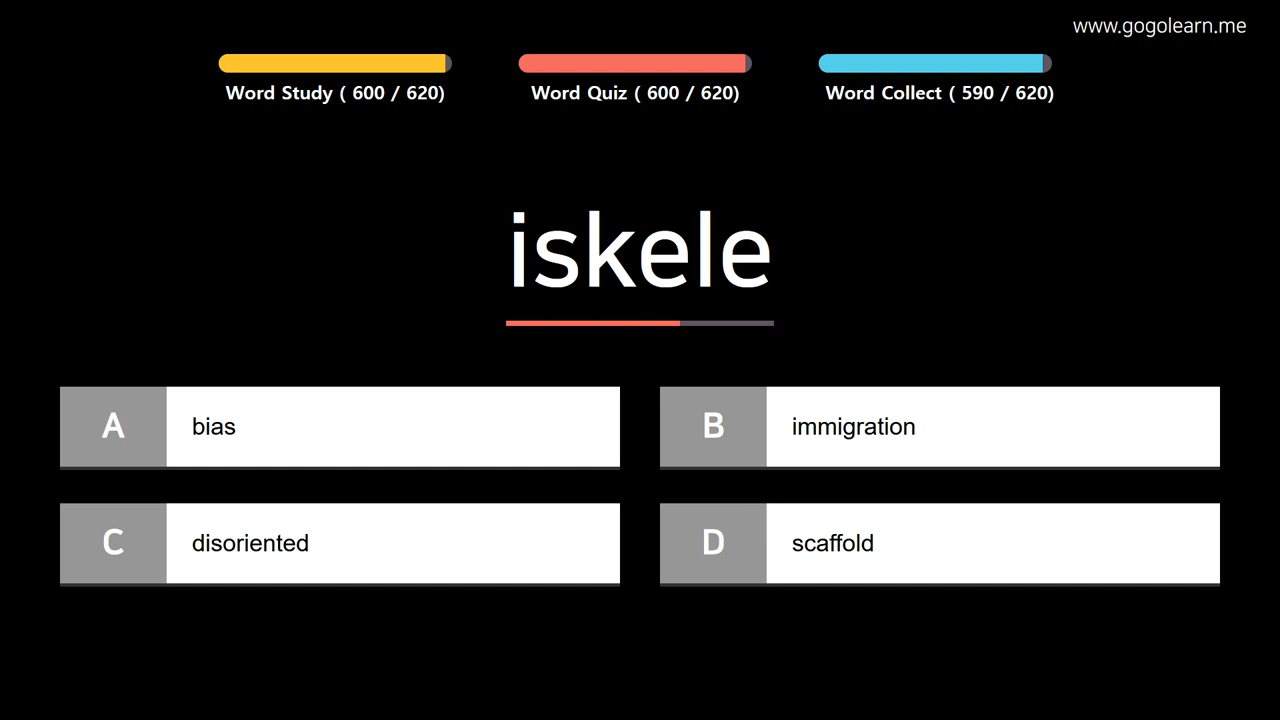 www.gogolearn.me
Word Study ( 600 / 620)
Word Quiz ( 600 / 620)
Word Collect ( 590 / 620)
iskele
A bias
B immigration
C disoriented
D scaffold